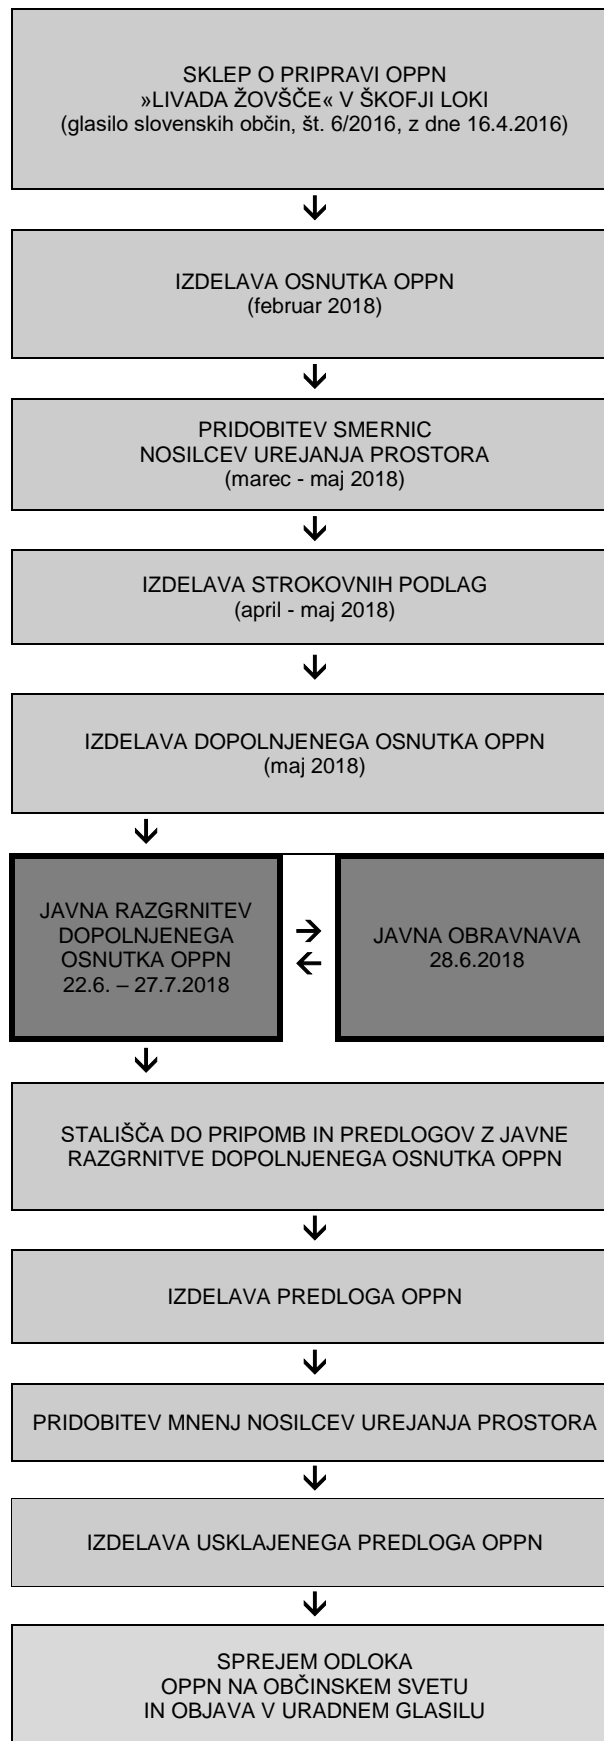 SKLEP O PRIPRAVI OPPN
»LIVADA ŽOVŠČE« V ŠKOFJI LOKI
(glasilo slovenskih občin, št. 6/2016, z dne 16.4.2016)
IZDELAVA OSNUTKA OPPN
(februar 2018)
PRIDOBITEV SMERNIC
NOSILCEV UREJANJA PROSTORA
(marec - maj 2018)
IZDELAVA STROKOVNIH PODLAG
(april - maj 2018)
IZDELAVA DOPOLNJENEGA OSNUTKA OPPN
(maj 2018)
JAVNA RAZGRNITEV
DOPOLNJENEGA
OSNUTKA OPPN
22.6. – 27.7.2018
JAVNA OBRAVNAVA
28.6.2018
STALIŠČA DO PRIPOMB IN PREDLOGOV Z JAVNE
RAZGRNITVE DOPOLNJENEGA OSNUTKA OPPN
IZDELAVA PREDLOGA OPPN
PRIDOBITEV MNENJ NOSILCEV UREJANJA PROSTORA
IZDELAVA USKLAJENEGA PREDLOGA OPPN
SPREJEM ODLOKA
OPPN NA OBČINSKEM SVETU
IN OBJAVA V URADNEM GLASILU